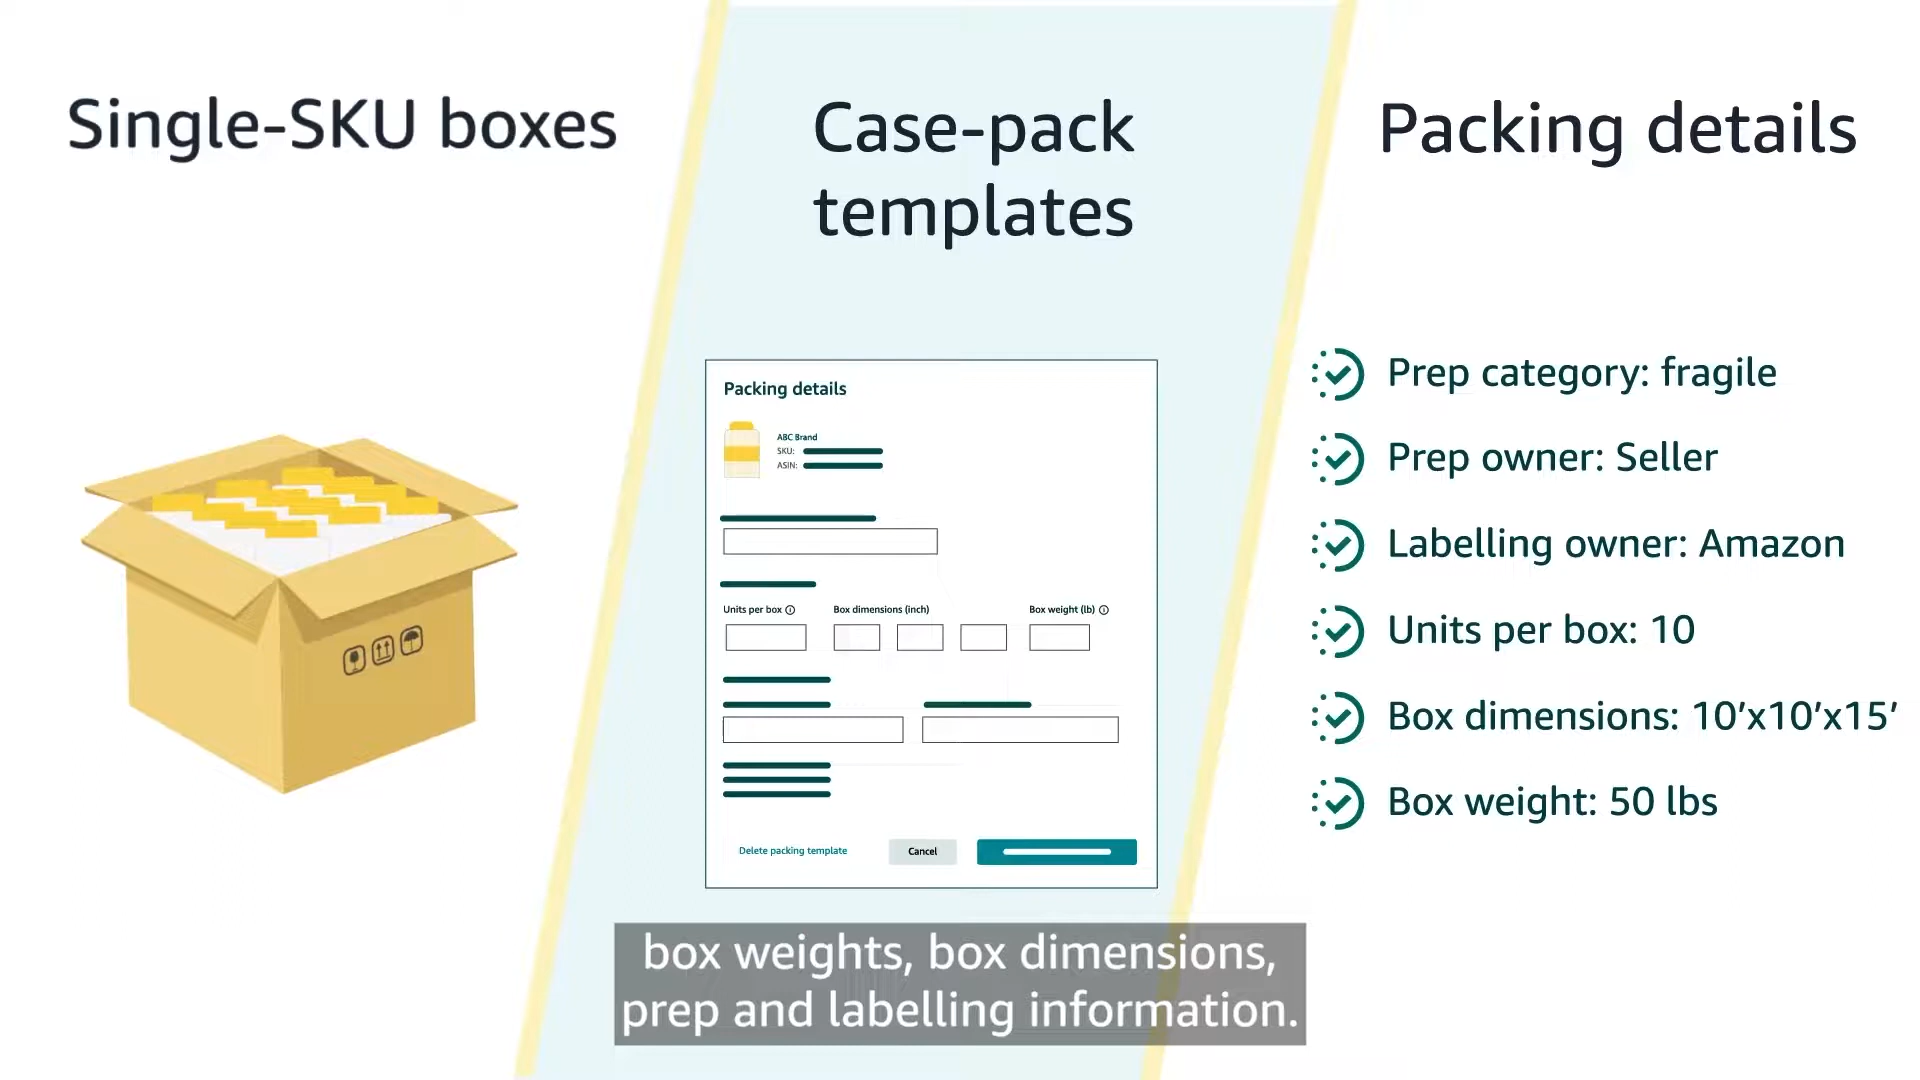 Single-SKU boxes
Case-pack
templates
Packing details
Packing details
ABC Brand
SKU:
ASIN:
Units per box
Box dimensions (inch)
Box weight (lb)
Delete packing template
Cancel
Prep category: fragile
Prep owner: Seller
Labelling owner: Amazon
Units per box: 10
Box dimensions: 10′x10′x15′
Box weight: 50 lbs
box weights, box dimensions,
prep and labelling information.